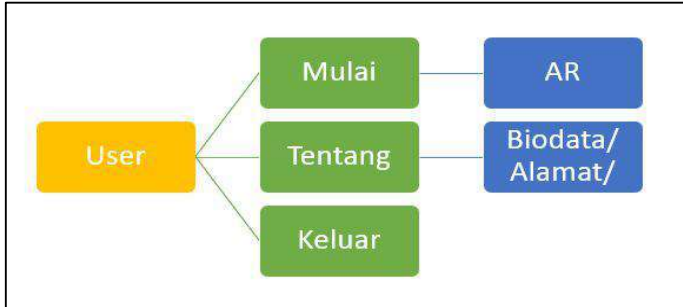 User
Mulai
Tentang
Keluar
AR
Biodata/
Alamat/